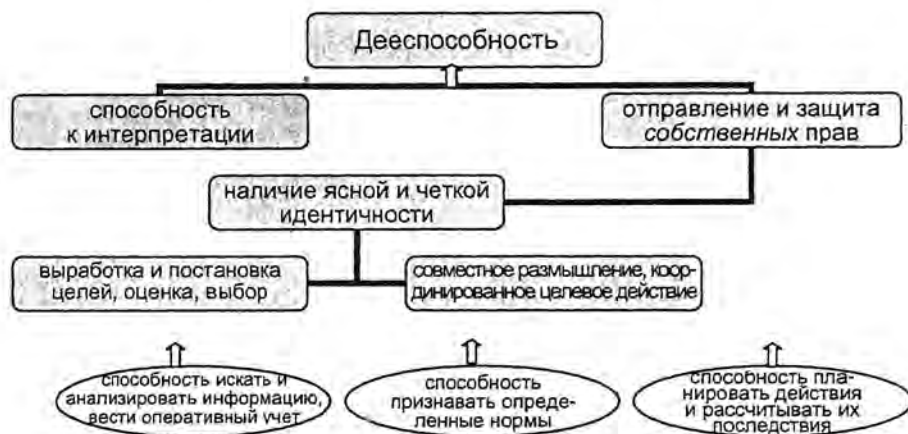 Дееспособность
способность
к интерпретации
отправление и защита
собственных прав
наличие ясной и четкой
идентичности
выработка и постановка
целей, оценка, выбор
совместное размышление, коор-
динированное целевое действие
способность искать и
анализировать информацию,
вести оперативный учет
способность
признавать опреде-
ленные нормы
способность пла-
нировать действия
и рассчитывать их
последствия